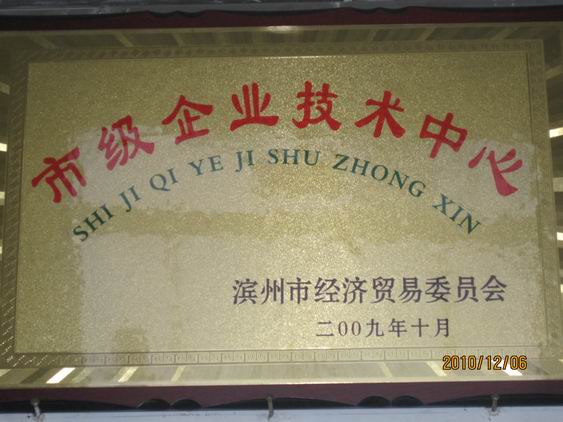 市级企业技术中心
SHI JI QI YE JI SHU ZHONG XIN
滨州市经济贸易委员会
二00九年十月
2010/12/06